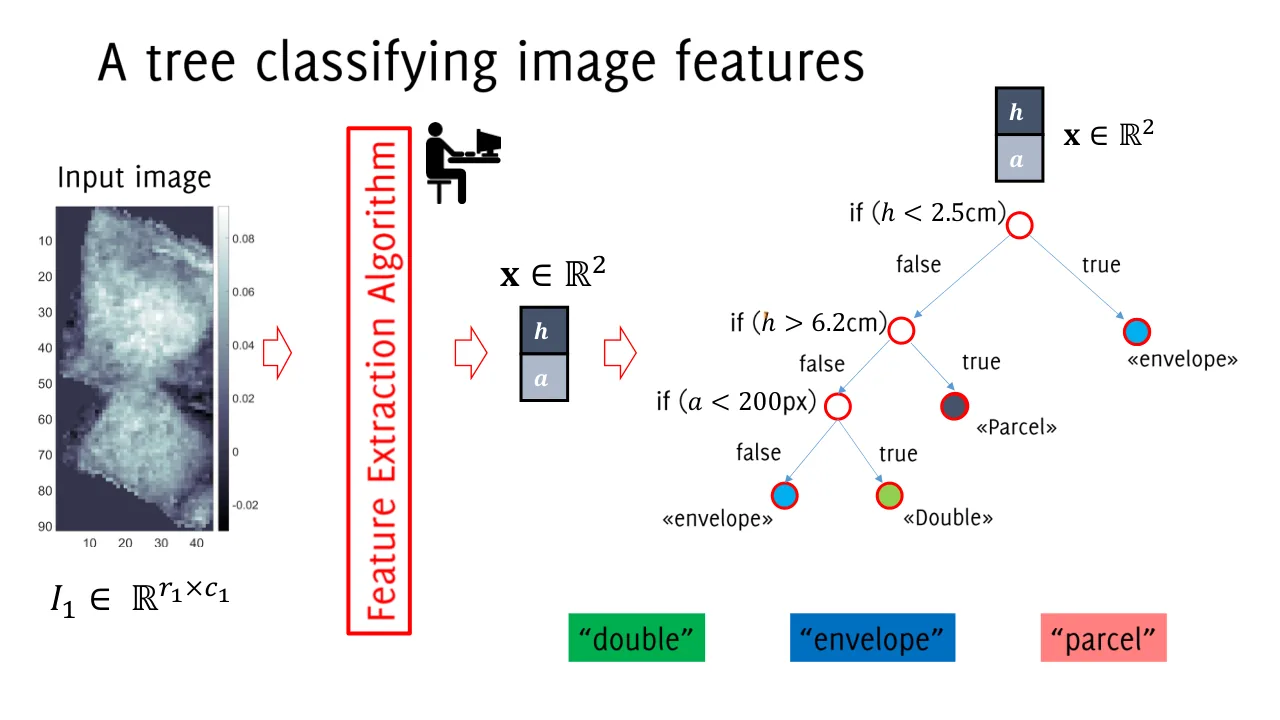 A tree classifying image features
Input image
10
20
30
40
50
60
70
80
90
10 20 30 40
0.08
0.06
0.04
0.02
0
-0.02
I₁ ∈ ℝ^{r₁×c₁}
Feature Extraction Algorithm
x ∈ ℝ²
h
a
h
a
x ∈ ℝ²
if (h < 2.5cm)
false
true
if (h > 6.2cm)
«envelope»
false
true
if (a < 200px)
«Parcel»
false
true
«envelope»
«Double»
“double”
“envelope”
“parcel”